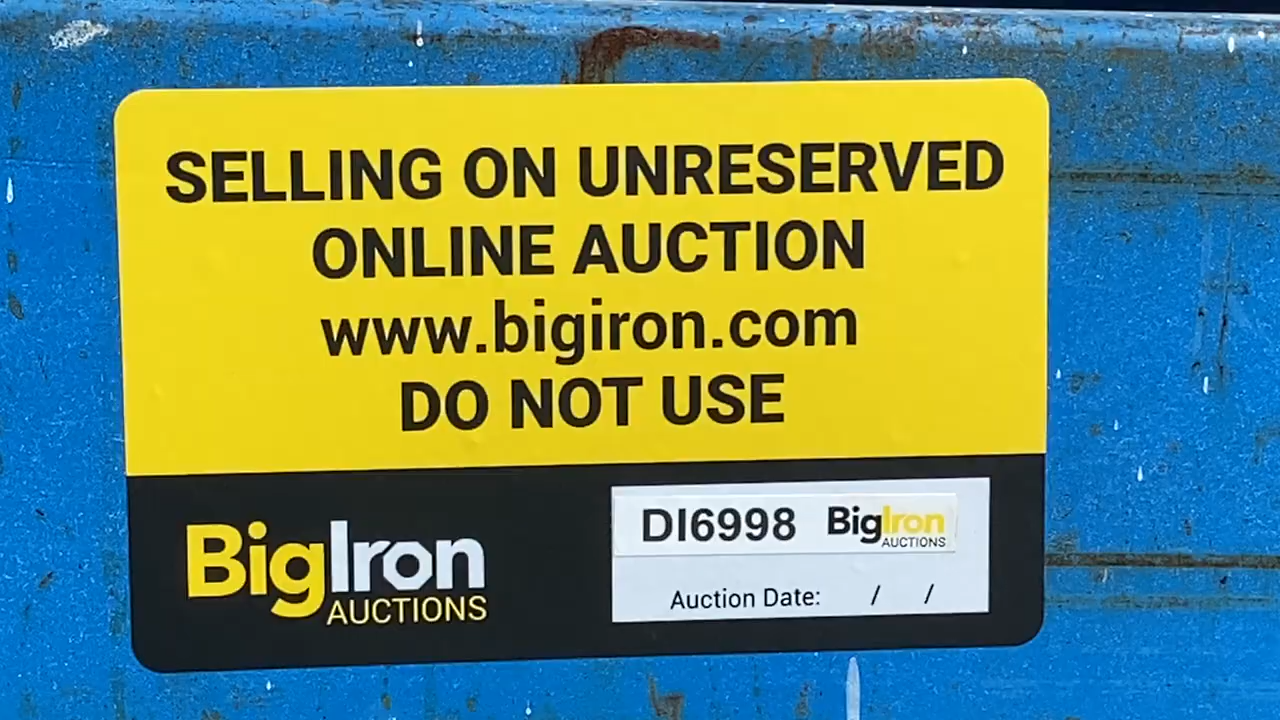 SELLING ON UNRESERVED
ONLINE AUCTION
www.bigiron.com
DO NOT USE
BigIron
AUCTIONS
DI6998 BigIron
AUCTIONS
Auction Date: / /